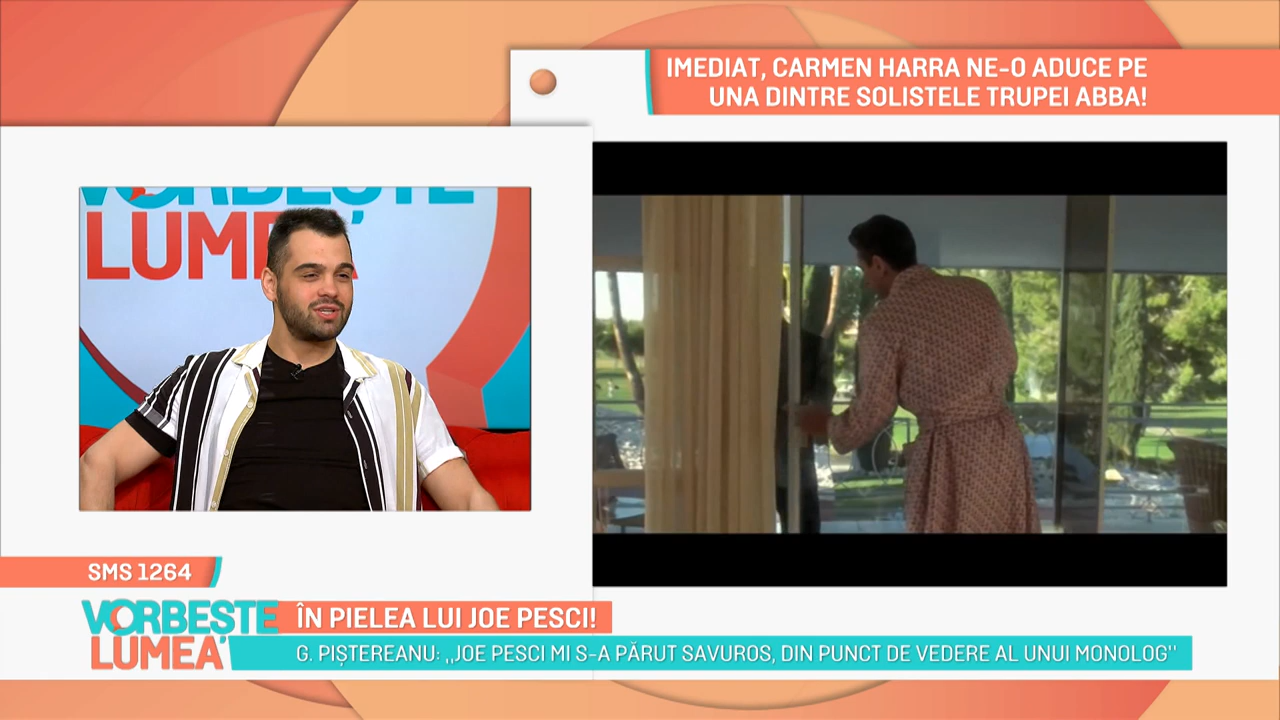 IMEDIAT, CARMEN HARRA NE-O ADUCE PE
UNA DINTRE SOLISTELE TRUPEI ABBA!
VORBEȘTE
LUMEA
SMS 1264
VORBEȘTE
LUMEA
ÎN PIELEA LUI JOE PESCI!
G. PIȘTEREANU: ,,JOE PESCI MI S-A PĂRUT SAVUROS, DIN PUNCT DE VEDERE AL UNUI MONOLOG''